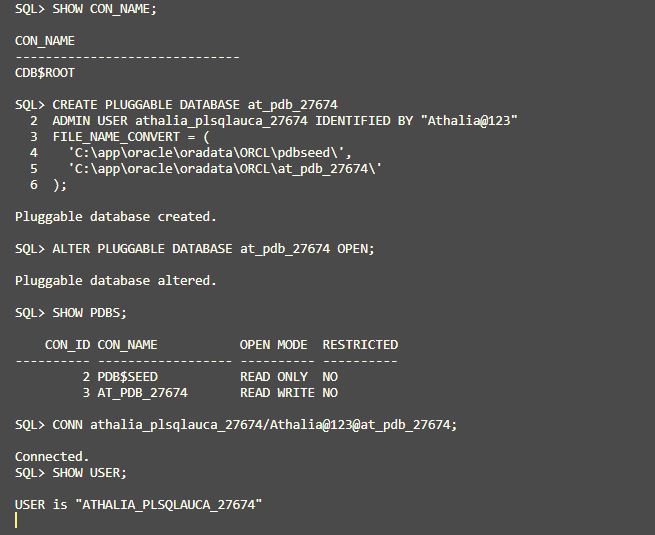 SQL> SHOW CON_NAME;
CON_NAME
------------------------------
CDB$ROOT
SQL> CREATE PLUGGABLE DATABASE at_pdb_27674
  2  ADMIN USER athalia_plsqlauca_27674 IDENTIFIED BY "Athalia@123"
  3  FILE_NAME_CONVERT = (
  4    'C:\app\oracle\oradata\ORCL\pdbseed\',
  5    'C:\app\oracle\oradata\ORCL\at_pdb_27674\'
  6  );
Pluggable database created.
SQL> ALTER PLUGGABLE DATABASE at_pdb_27674 OPEN;
Pluggable database altered.
SQL> SHOW PDBS;
    CON_ID CON_NAME           OPEN MODE  RESTRICTED
---------- ------------------ ---------- ----------
         2 PDB$SEED           READ ONLY  NO
         3 AT_PDB_27674       READ WRITE NO
SQL> CONN athalia_plsqlauca_27674/Athalia@123@at_pdb_27674;
Connected.
SQL> SHOW USER;
USER is "ATHALIA_PLSQLAUCA_27674"